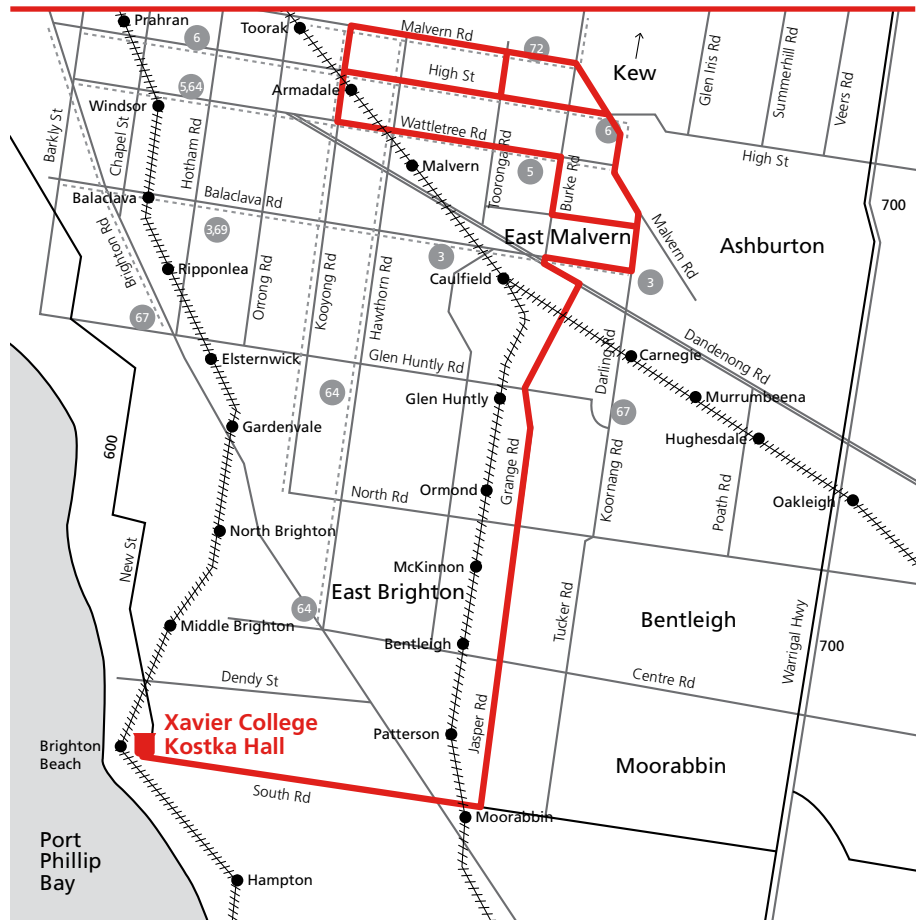 Prahran
Toorak
Malvern Rd
6
72
High St
Kew
Glen Iris Rd
Summerhill Rd
Veers Rd
5,64
Armadale
Windsor
Barkly St
Chapel St
Hotham Rd
Wattletree Rd
6
High St
Malvern
Tooronga Rd
5
Burke Rd
700
Balaclava
Balaclava Rd
Brighton Rd
3,69
East Malvern
Malvern Rd
Ashburton
3
3
Ripponlea
Orrong Rd
Kooyong Rd
Hawthorn Rd
Caulfield
67
Elsternwick
Glen Huntly Rd
Darling Rd
Carnegie
Dandenong Rd
64
Glen Huntly
67
Murrumbeena
Gardenvale
Hughesdale
600
Grange Rd
Koornang Rd
Poath Rd
North Rd
Ormond
Oakleigh
North Brighton
New St
McKinnon
East Brighton
64
Tucker Rd
Bentleigh
Middle Brighton
Bentleigh
Warrigal Hwy
700
Dendy St
Centre Rd
Xavier College
Kostka Hall
Patterson
Jasper Rd
Brighton
Beach
Moorabbin
South Rd
Moorabbin
Port
Phillip
Bay
Hampton